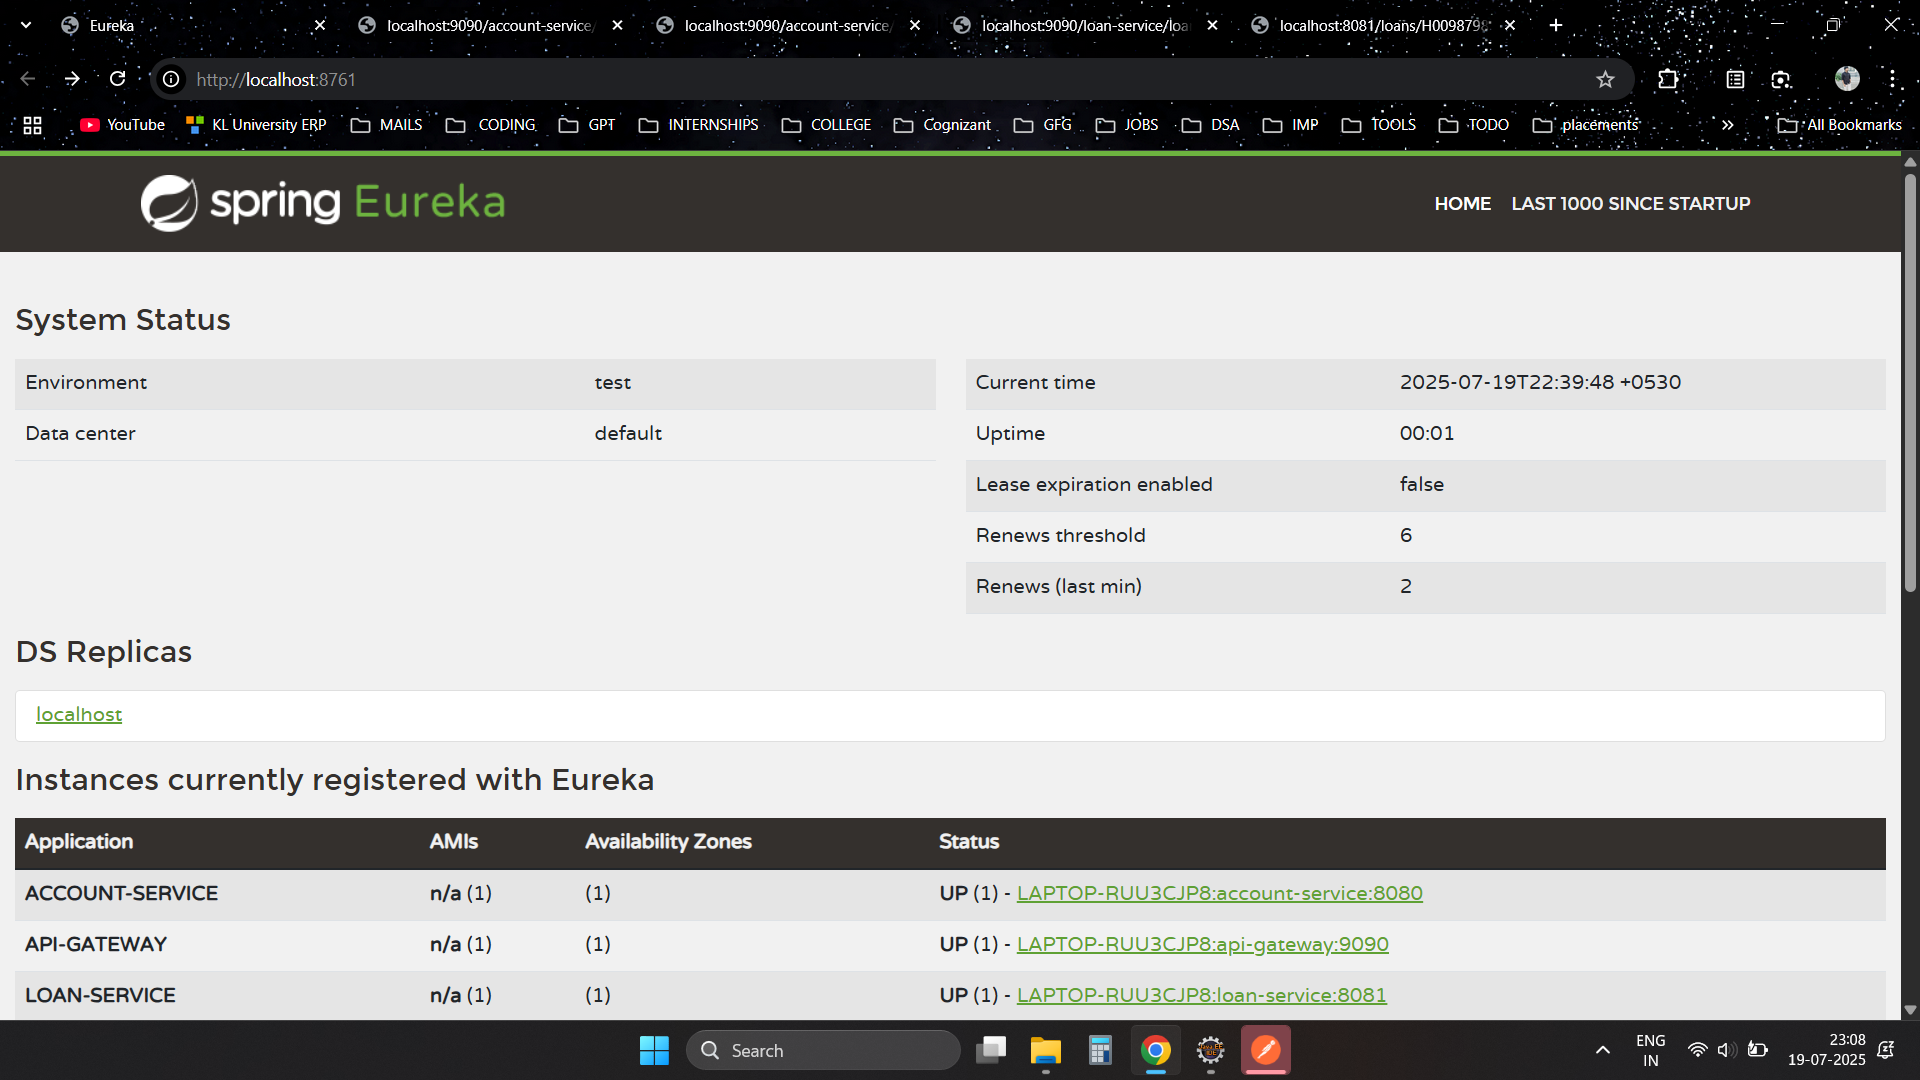 Eureka
localhost:9090/account-service/
localhost:9090/account-service/
localhost:9090/loan-service/loa
localhost:8081/loans/H0098798
http://localhost:8761
YouTube
KL University ERP
MAILS
CODING
GPT
INTERNSHIPS
COLLEGE
Cognizant
GFG
JOBS
DSA
IMP
TOOLS
TODO
placements
All Bookmarks
spring Eureka
HOME
LAST 1000 SINCE STARTUP
System Status
Environment test
Data center default
Current time 2025-07-19T22:39:48 +0530
Uptime 00:01
Lease expiration enabled false
Renews threshold 6
Renews (last min) 2
DS Replicas
localhost
Instances currently registered with Eureka
Application AMIs Availability Zones Status
ACCOUNT-SERVICE n/a (1) (1) UP (1) - LAPTOP-RUU3CJP8:account-service:8080
API-GATEWAY n/a (1) (1) UP (1) - LAPTOP-RUU3CJP8:api-gateway:9090
LOAN-SERVICE n/a (1) (1) UP (1) - LAPTOP-RUU3CJP8:loan-service:8081
Search
ENG
IN
23:08
19-07-2025